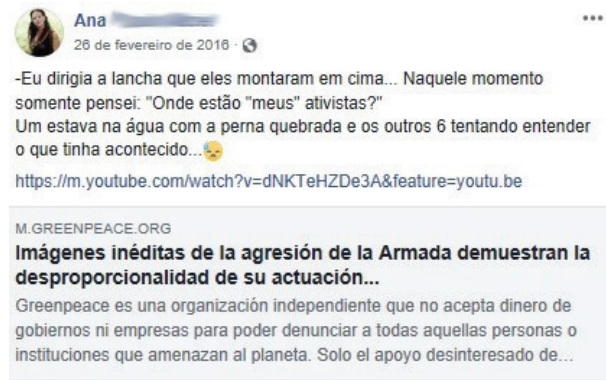 Ana
26 de fevereiro de 2016 ·
-Eu dirigia a lancha que eles montaram em cima... Naquele momento
somente pensei: "Onde estão "meus" ativistas?"
Um estava na água com a perna quebrada e os outros 6 tentando entender
o que tinha acontecido...😓
https://m.youtube.com/watch?v=dNKTeHZDe3A&feature=youtu.be
M.GREENPEACE.ORG
Imágenes inéditas de la agresión de la Armada demuestran la
desproporcionalidad de su actuación...
Greenpeace es una organización independiente que no acepta dinero de
gobiernos ni empresas para poder denunciar a todas aquellas personas o
instituciones que amenazan al planeta. Solo el apoyo desinteresado de...